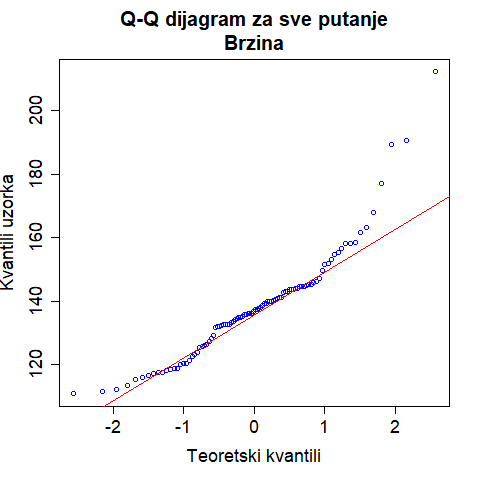 Q-Q dijagram za sve putanje
Brzina
Kvantili uzorka
200
180
160
140
120
-2
-1
0
1
2
Teoretski kvantili